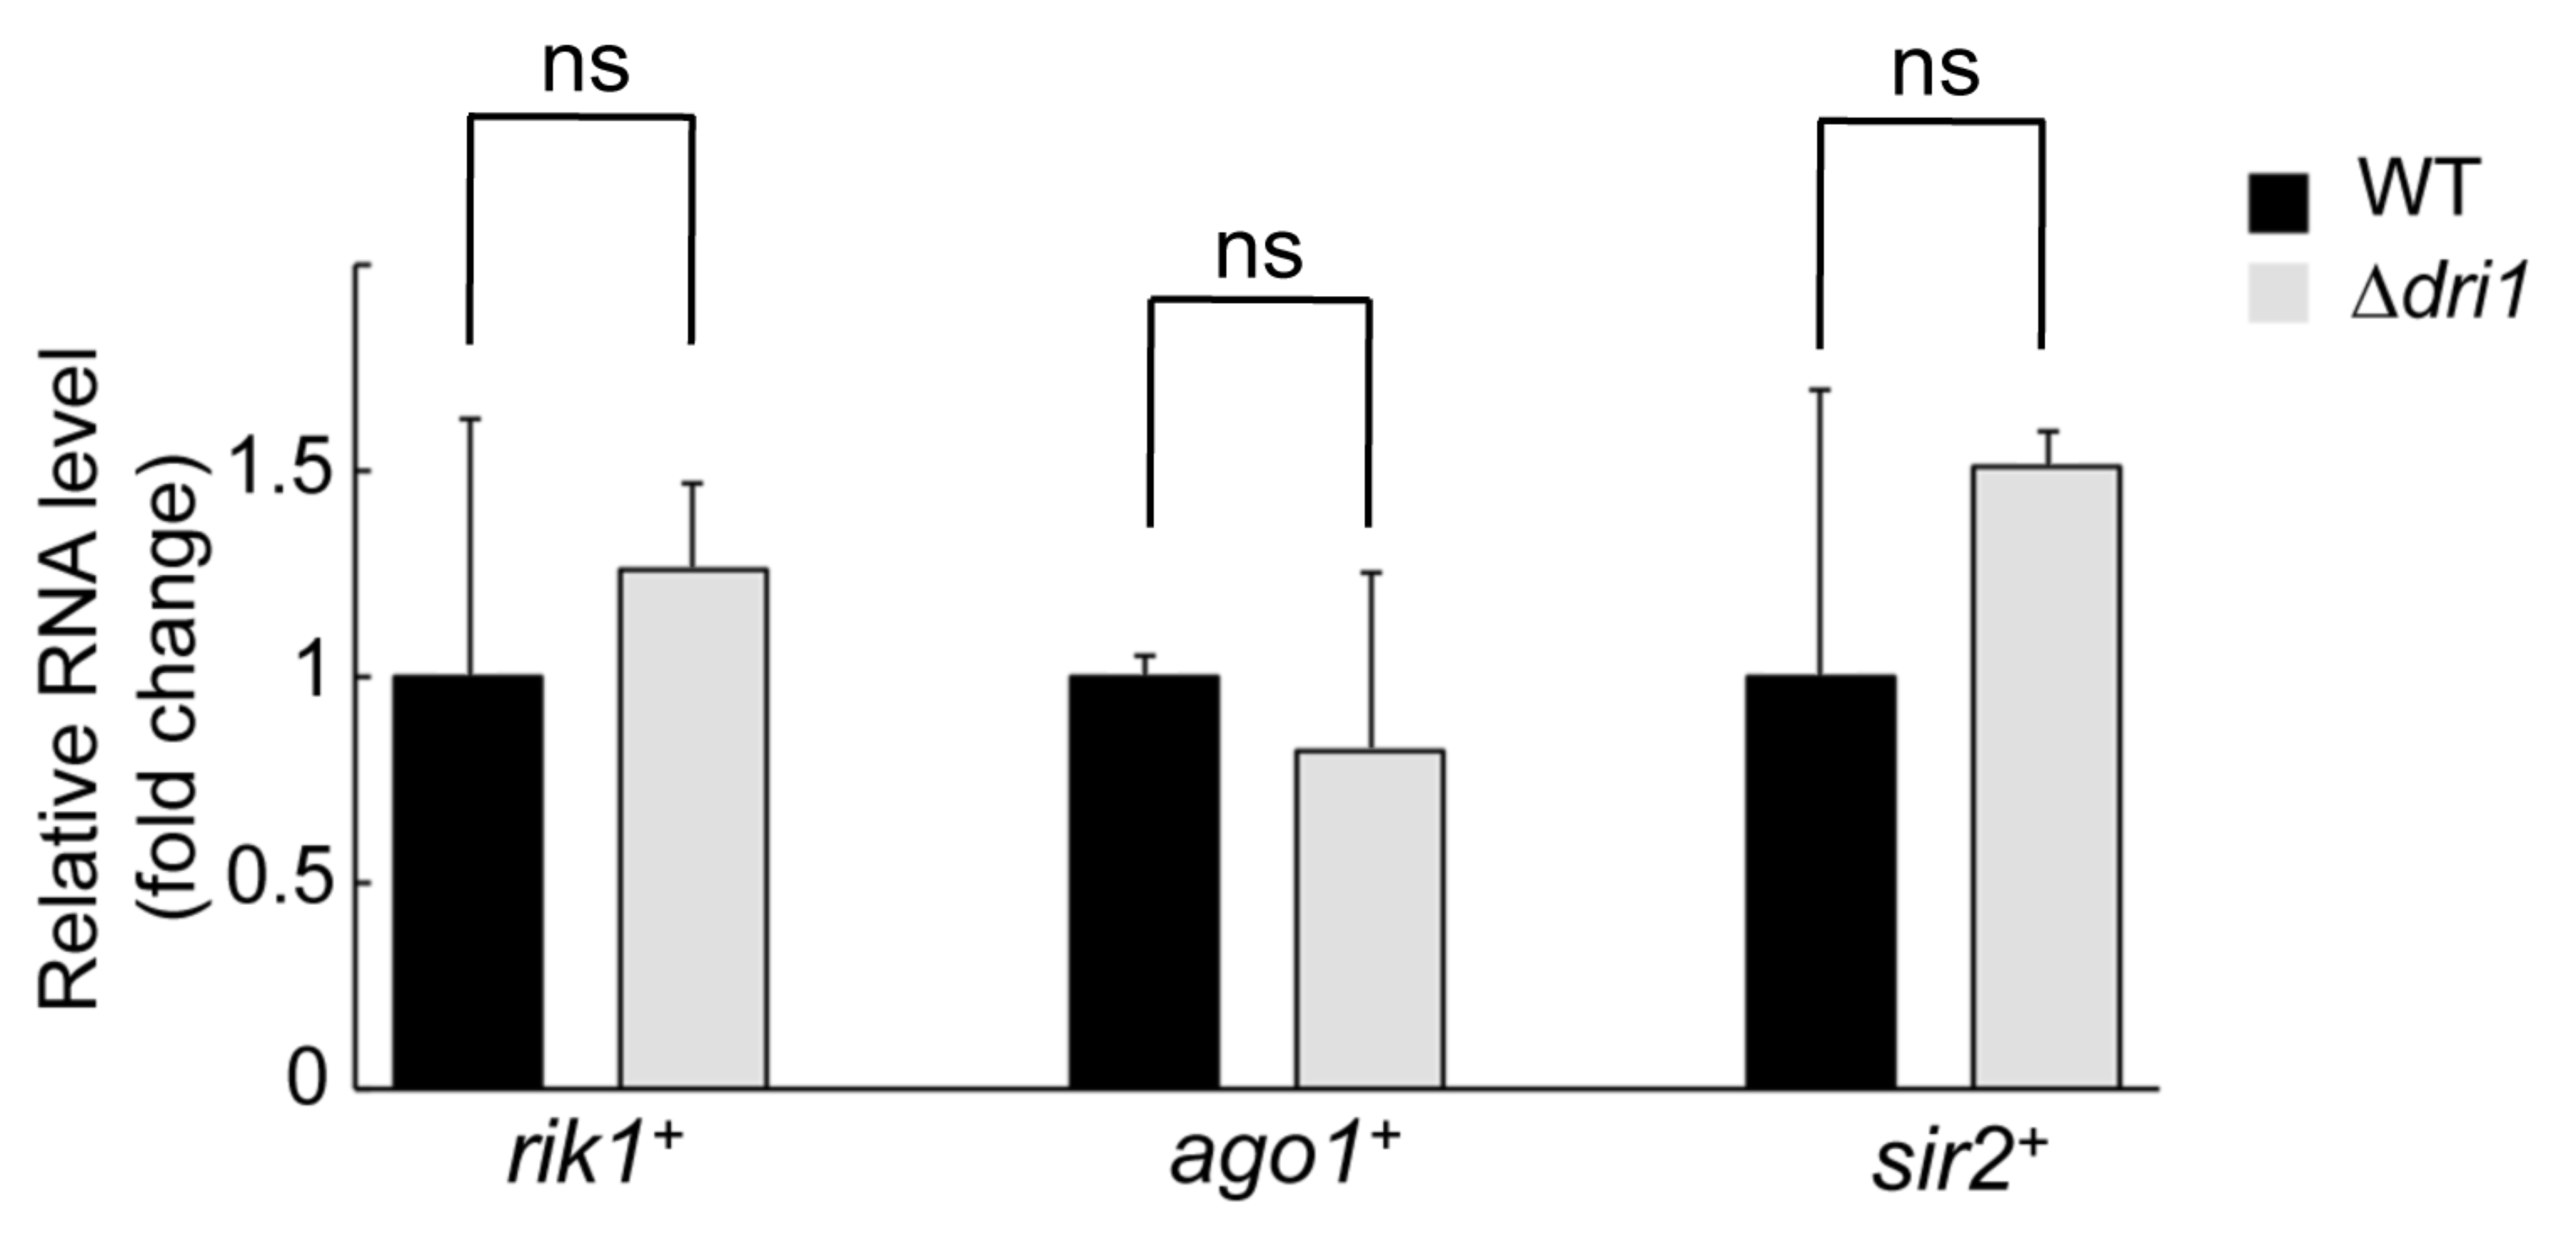 ns
ns
ns
WT
Δdri1
Relative RNA level
(fold change)
1.5
1
0.5
0
rik1⁺
ago1⁺
sir2⁺